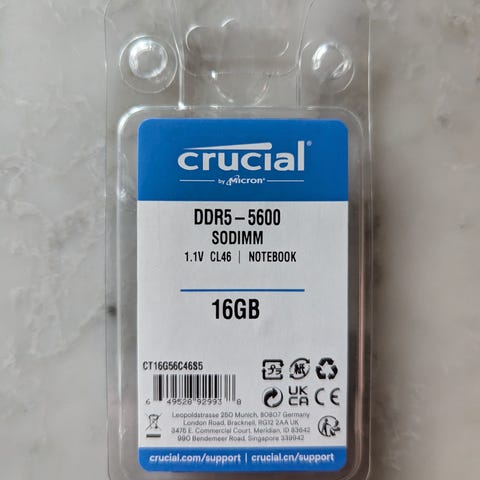 crucial®
by Micron®
DDR5-5600
SODIMM
1.1V CL46 | NOTEBOOK
16GB
CT16G56C46S5
6 49528 92993 8
UK
CA CE
Leopoldstrasse 250 Munich, 80807 Germany
London Road, Bracknell, RG12 2AA UK
3475 E. Commercial Court, Meridian, ID 83642
990 Bendemeer Road, Singapore 339942
crucial.com/support | crucial.cn/support